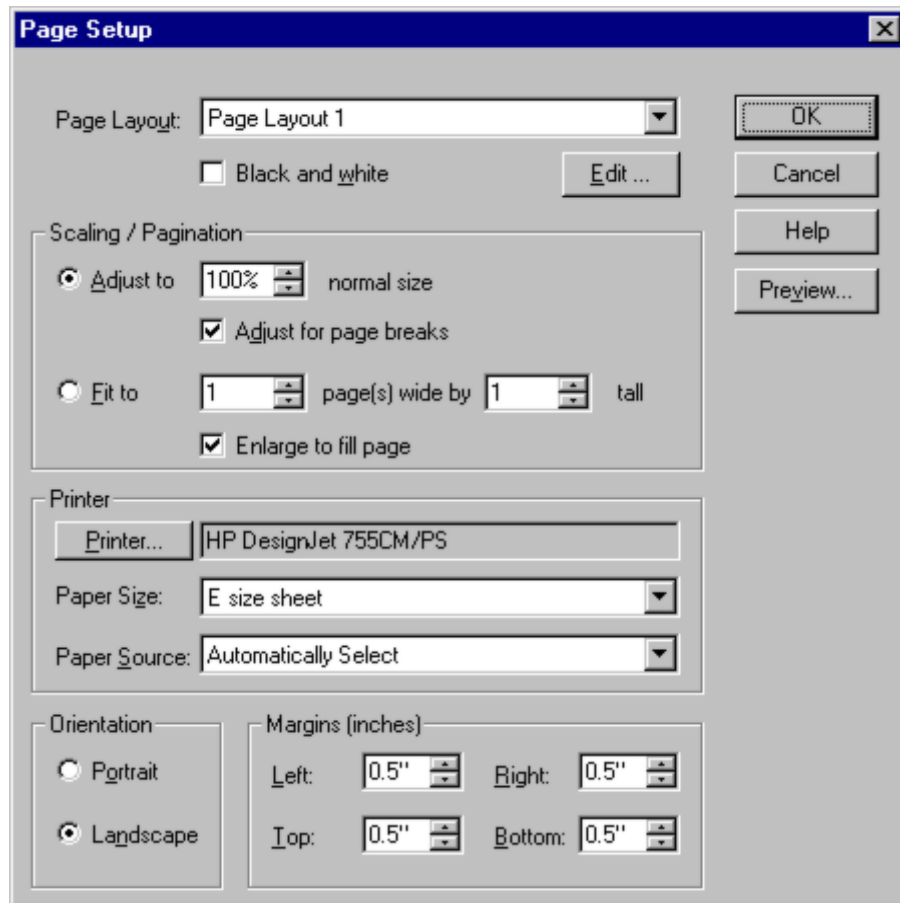 Page Setup
Page Layout: Page Layout 1 OK
Black and white Edit ... Cancel
Scaling / Pagination Help
Adjust to 100% normal size Preview...
Adjust for page breaks
Fit to 1 page(s) wide by 1 tall
Enlarge to fill page
Printer
Printer... HP DesignJet 755CM/PS
Paper Size: E size sheet
Paper Source: Automatically Select
Orientation Margins (inches)
Portrait Left: 0.5" Right: 0.5"
Landscape Top: 0.5" Bottom: 0.5"